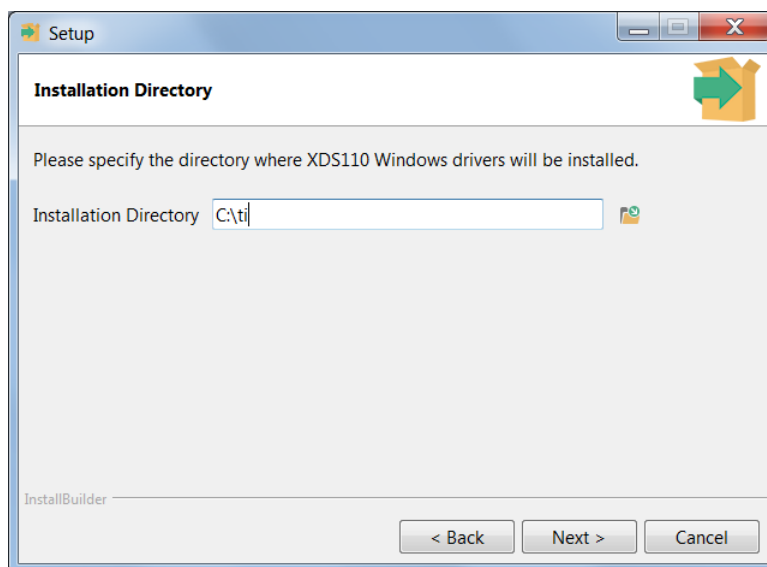 Setup
Installation Directory
Please specify the directory where XDS110 Windows drivers will be installed.
Installation Directory C:\ti
InstallBuilder
< Back Next > Cancel